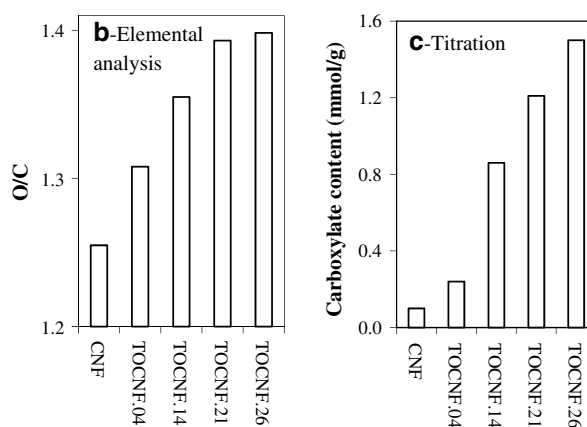 b-Elemental
analysis
O/C
1.4
1.3
1.2
CNF
TOCNF.04
TOCNF.14
TOCNF.21
TOCNF.26
c-Titration
Carboxylate content (mmol/g)
1.6
1.2
0.8
0.4
0.0
CNF
TOCNF.04
TOCNF.14
TOCNF.21
TOCNF.26